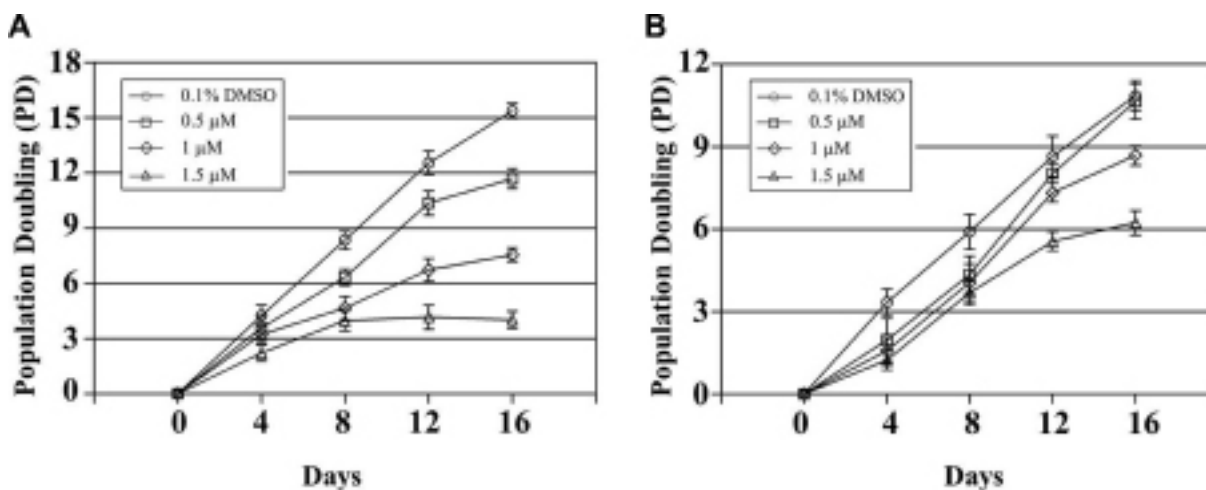 A
Population Doubling (PD)
18
15
12
9
6
3
0
0.1% DMSO
0.5 μM
1 μM
1.5 μM
0 4 8 12 16
Days
B
Population Doubling (PD)
12
9
6
3
0
0.1% DMSO
0.5 μM
1 μM
1.5 μM
0 4 8 12 16
Days